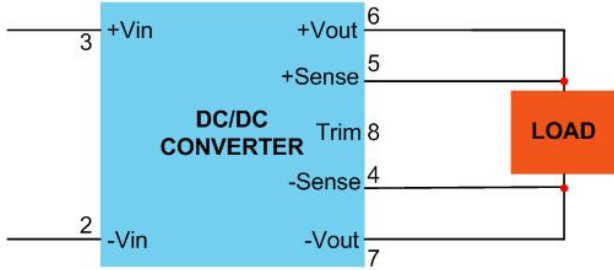 6
3 +Vin +Vout
5
+Sense
DC/DC
CONVERTER
Trim 8
LOAD
4
-Sense
2 -Vin -Vout
7